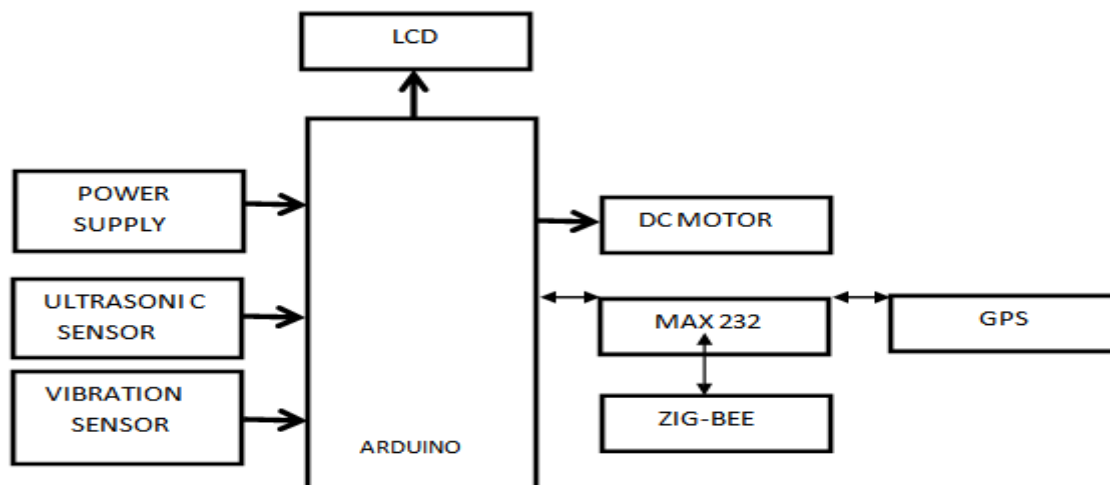 LCD
POWER
SUPPLY
DC MOTOR
ULTRASONI C
SENSOR
MAX 232
GPS
VIBRATION
SENSOR
ZIG-BEE
ARDUINO